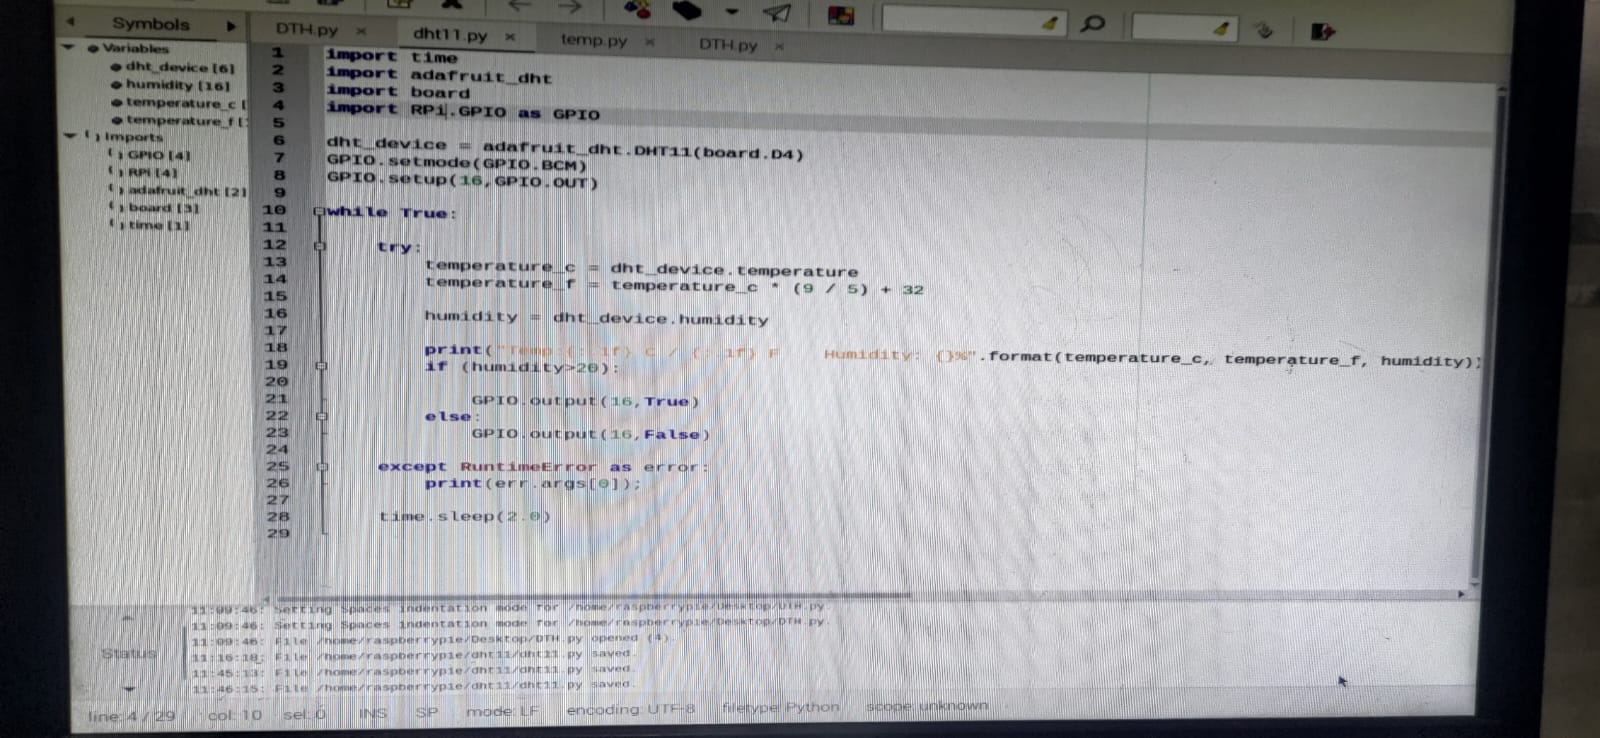 Symbols
DTH.py
dht11.py
temp.py
DTH.py
Variables
dht_device [6]
humidity [16]
temperature_c [
temperature_f [
Imports
GPIO [4]
RPi [4]
adafruit_dht [2]
board [3]
time [1]
1 import time
2 import adafruit_dht
3 import board
4 import RPi.GPIO as GPIO
5
6 dht_device = adafruit_dht.DHT11(board.D4)
7 GPIO.setmode(GPIO.BCM)
8 GPIO.setup(16,GPIO.OUT)
9
10 while True:
11
12 try:
13 temperature_c = dht_device.temperature
14 temperature_f = temperature_c * (9 / 5) + 32
15
16 humidity = dht_device.humidity
17
18 print("Temp:{:.1f} C / {:.1f} F    Humidity: {}%".format(temperature_c, temperature_f, humidity))
19 if (humidity>20):
20
21 GPIO.output(16,True)
22 else:
23 GPIO.output(16,False)
24
25 except RuntimeError as error:
26 print(err.args[0]);
27
28 time.sleep(2.0)
29
Status
11:09:46: Setting Spaces indentation mode for /home/raspberrypie/Desktop/DTH.py.
11:09:46: Setting Spaces indentation mode for /home/raspberrypie/Desktop/DTH.py.
11:09:46: File /home/raspberrypie/Desktop/DTH.py opened (4).
11:16:18: File /home/raspberrypie/dht11/dht11.py saved.
11:45:13: File /home/raspberrypie/dht11/dht11.py saved.
11:46:15: File /home/raspberrypie/dht11/dht11.py saved.
line: 4 / 29 col: 10 sel: 0 INS SP mode: LF encoding: UTF-8 filetype: Python scope: unknown